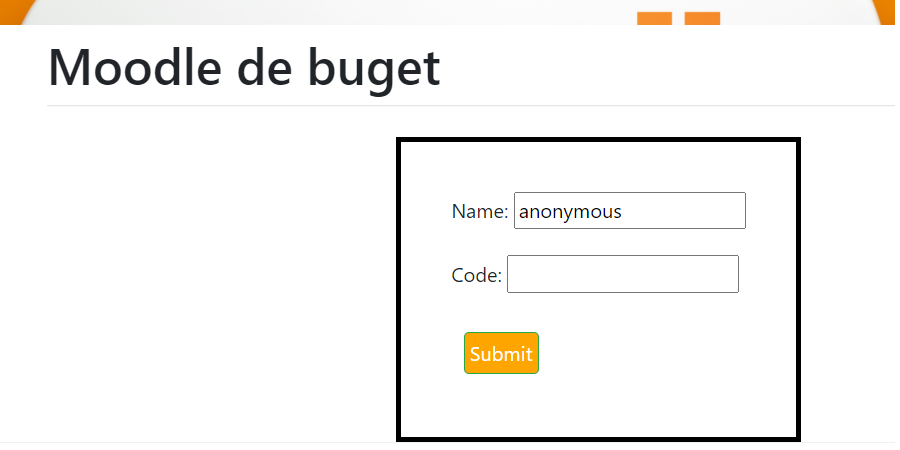 Moodle de buget
Name: anonymous
Code:
Submit